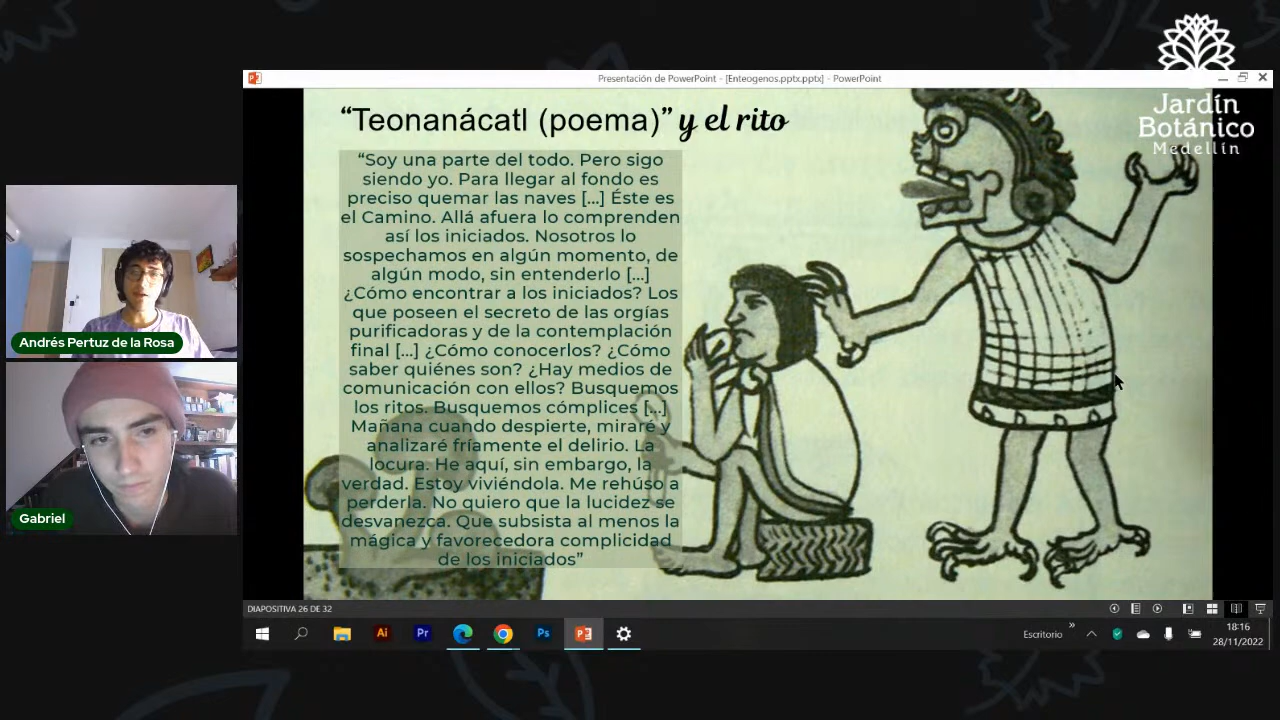 Presentación de PowerPoint - [Enteogenos.pptx.pptx] - PowerPoint
Jardín
Botánico
Medellín
“Teonanácatl (poema)” y el rito
“Soy una parte del todo. Pero sigo
siendo yo. Para llegar al fondo es
preciso quemar las naves [...] Éste es
el Camino. Allá afuera lo comprenden
así los iniciados. Nosotros lo
sospechamos en algún momento, de
algún modo, sin entenderlo [...]
¿Cómo encontrar a los iniciados? Los
que poseen el secreto de las orgías
purificadoras y de la contemplación
final [...] ¿Cómo conocerlos? ¿Cómo
saber quiénes son? ¿Hay medios de
comunicación con ellos? Busquemos
los ritos. Busquemos cómplices [...]
Mañana cuando despierte, miraré y
analizaré fríamente el delirio. La
locura. He aquí, sin embargo, la
verdad. Estoy viviéndola. Me rehúso a
perderla. No quiero que la lucidez se
desvanezca. Que subsista al menos la
mágica y favorecedora complicidad
de los iniciados”
Andrés Pertuz de la Rosa
Gabriel
DIAPOSITIVA 26 DE 32
Ai
Pr
Ps
Escritorio
18:16
28/11/2022